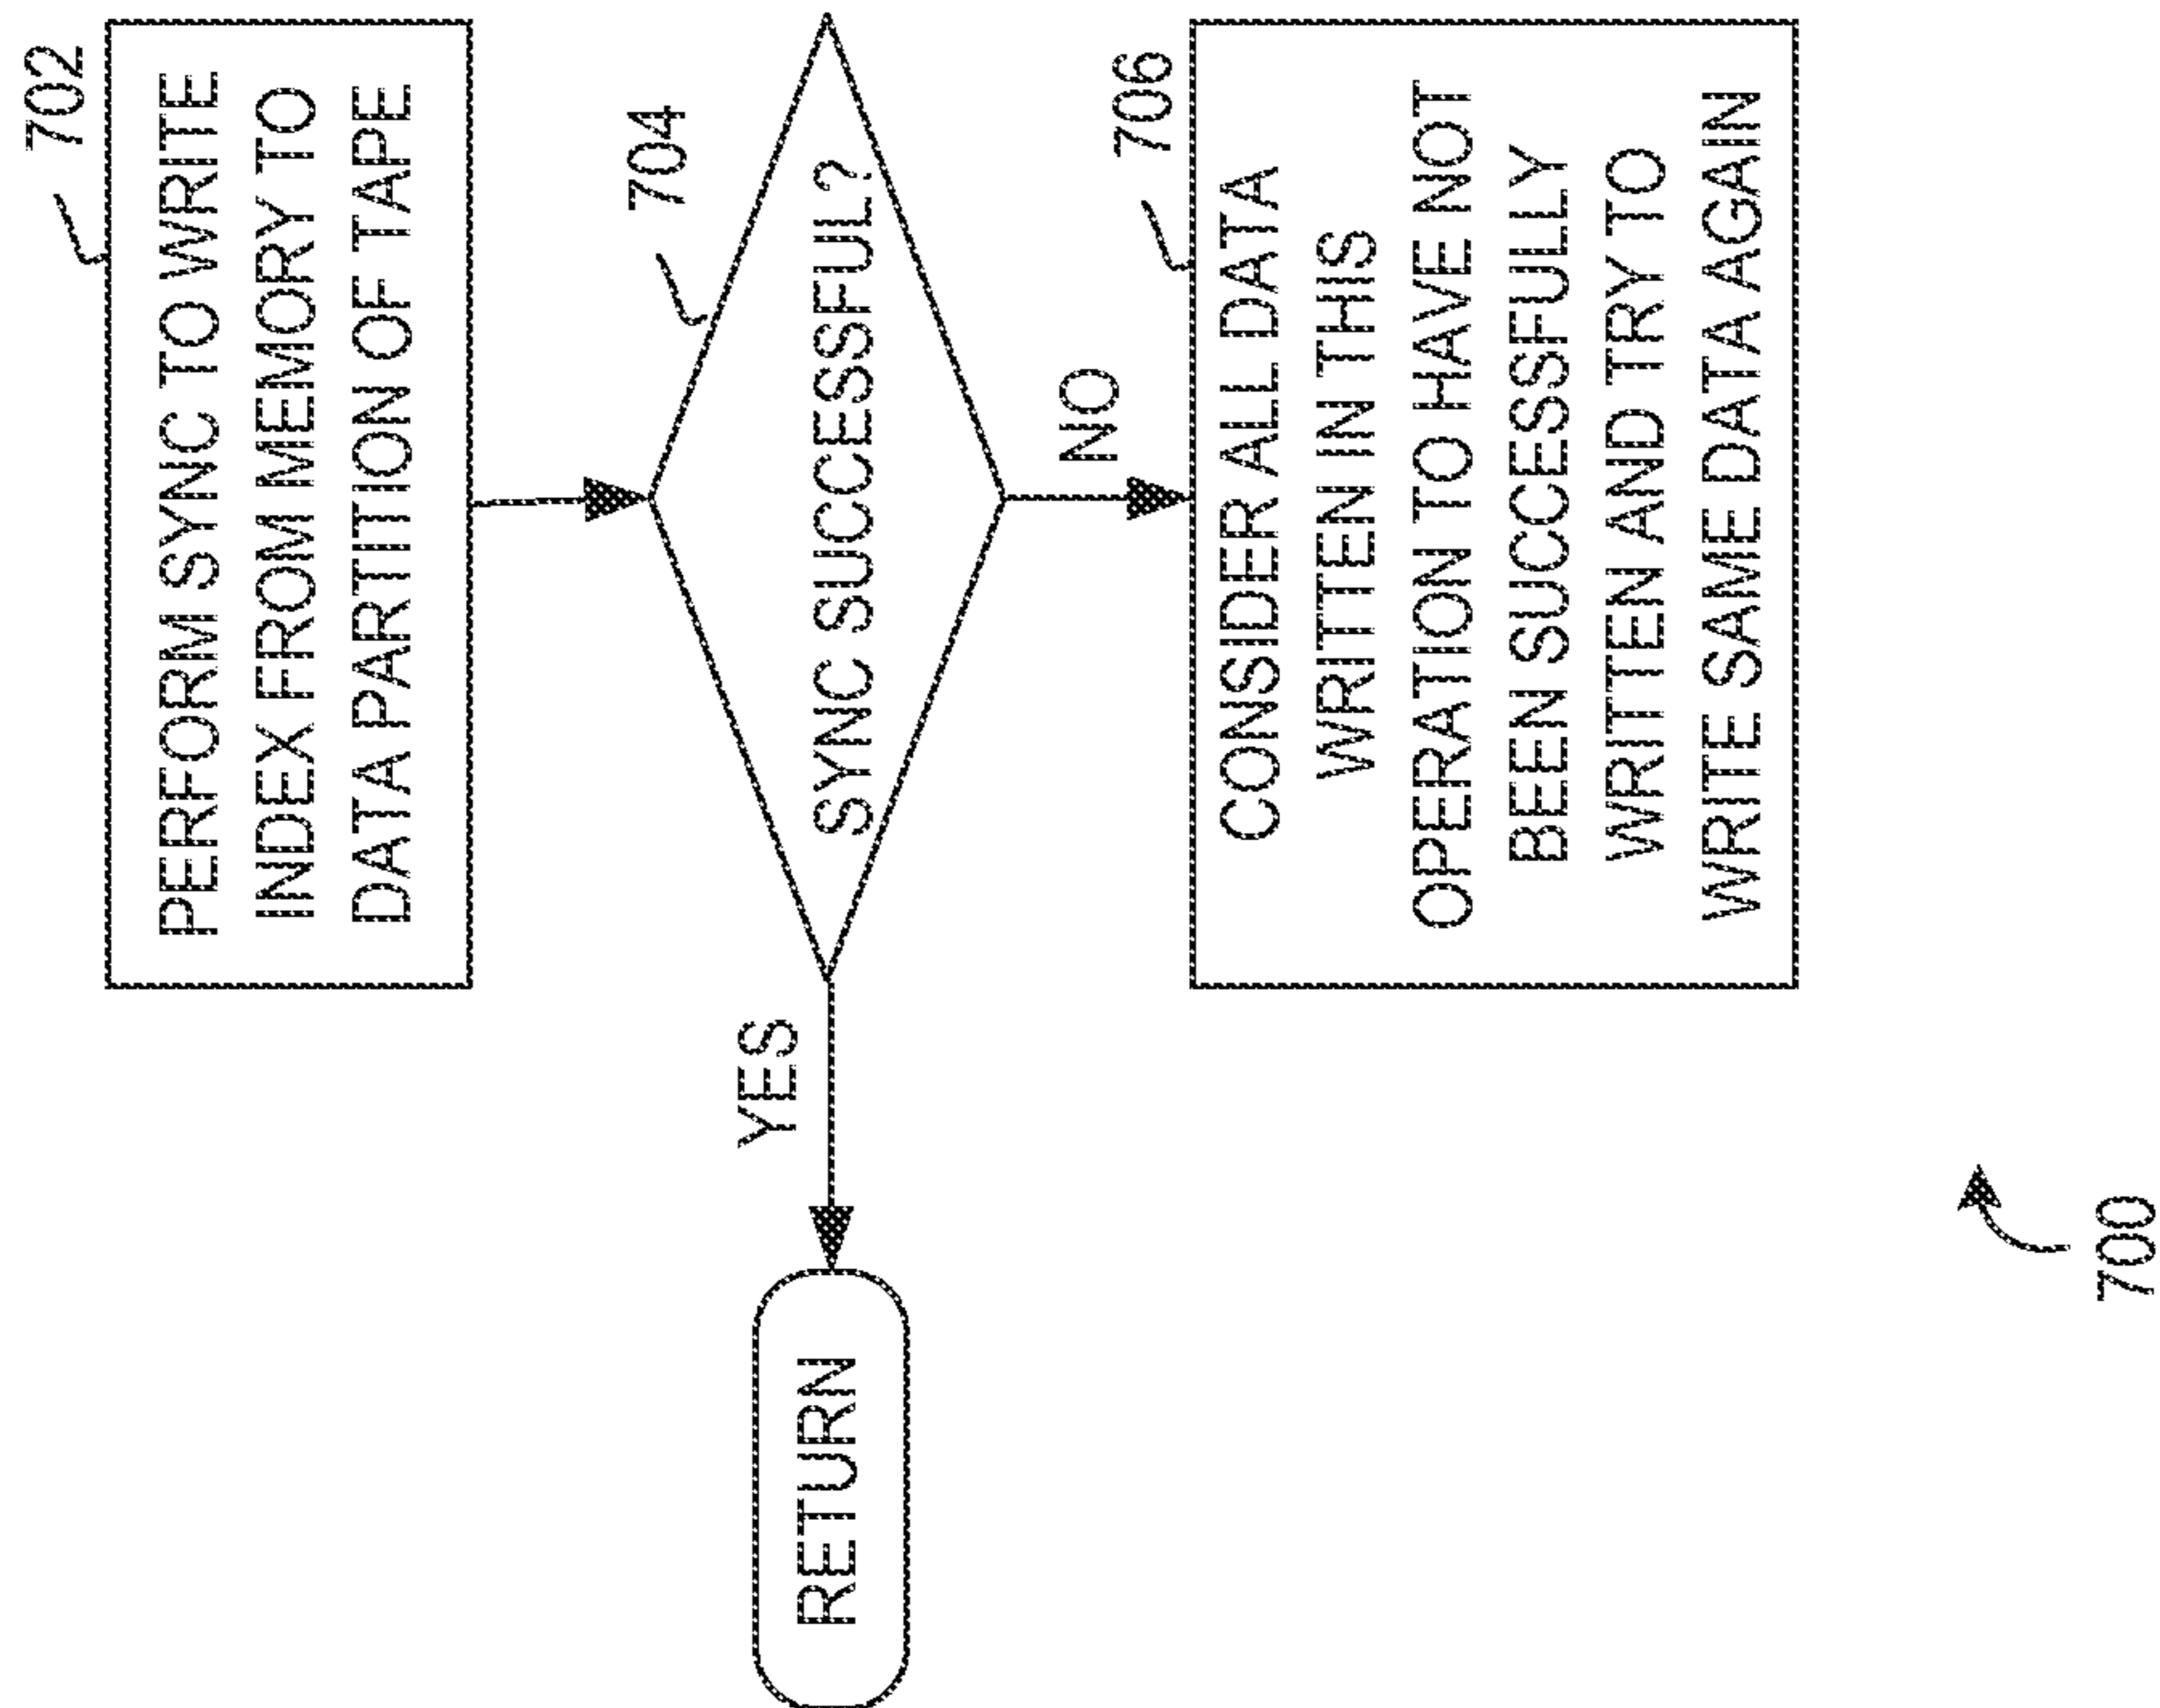 702
PERFORM SYNC TO WRITE
INDEX FROM MEMORY TO
DATA PARTITION OF TAPE
704
SYNC SUCCESSFUL?
YES
RETURN
NO
706
CONSIDER ALL DATA
WRITTEN IN THIS
OPERATION TO HAVE NOT
BEEN SUCCESSFULLY
WRITTEN AND TRY TO
WRITE SAME DATA AGAIN
700